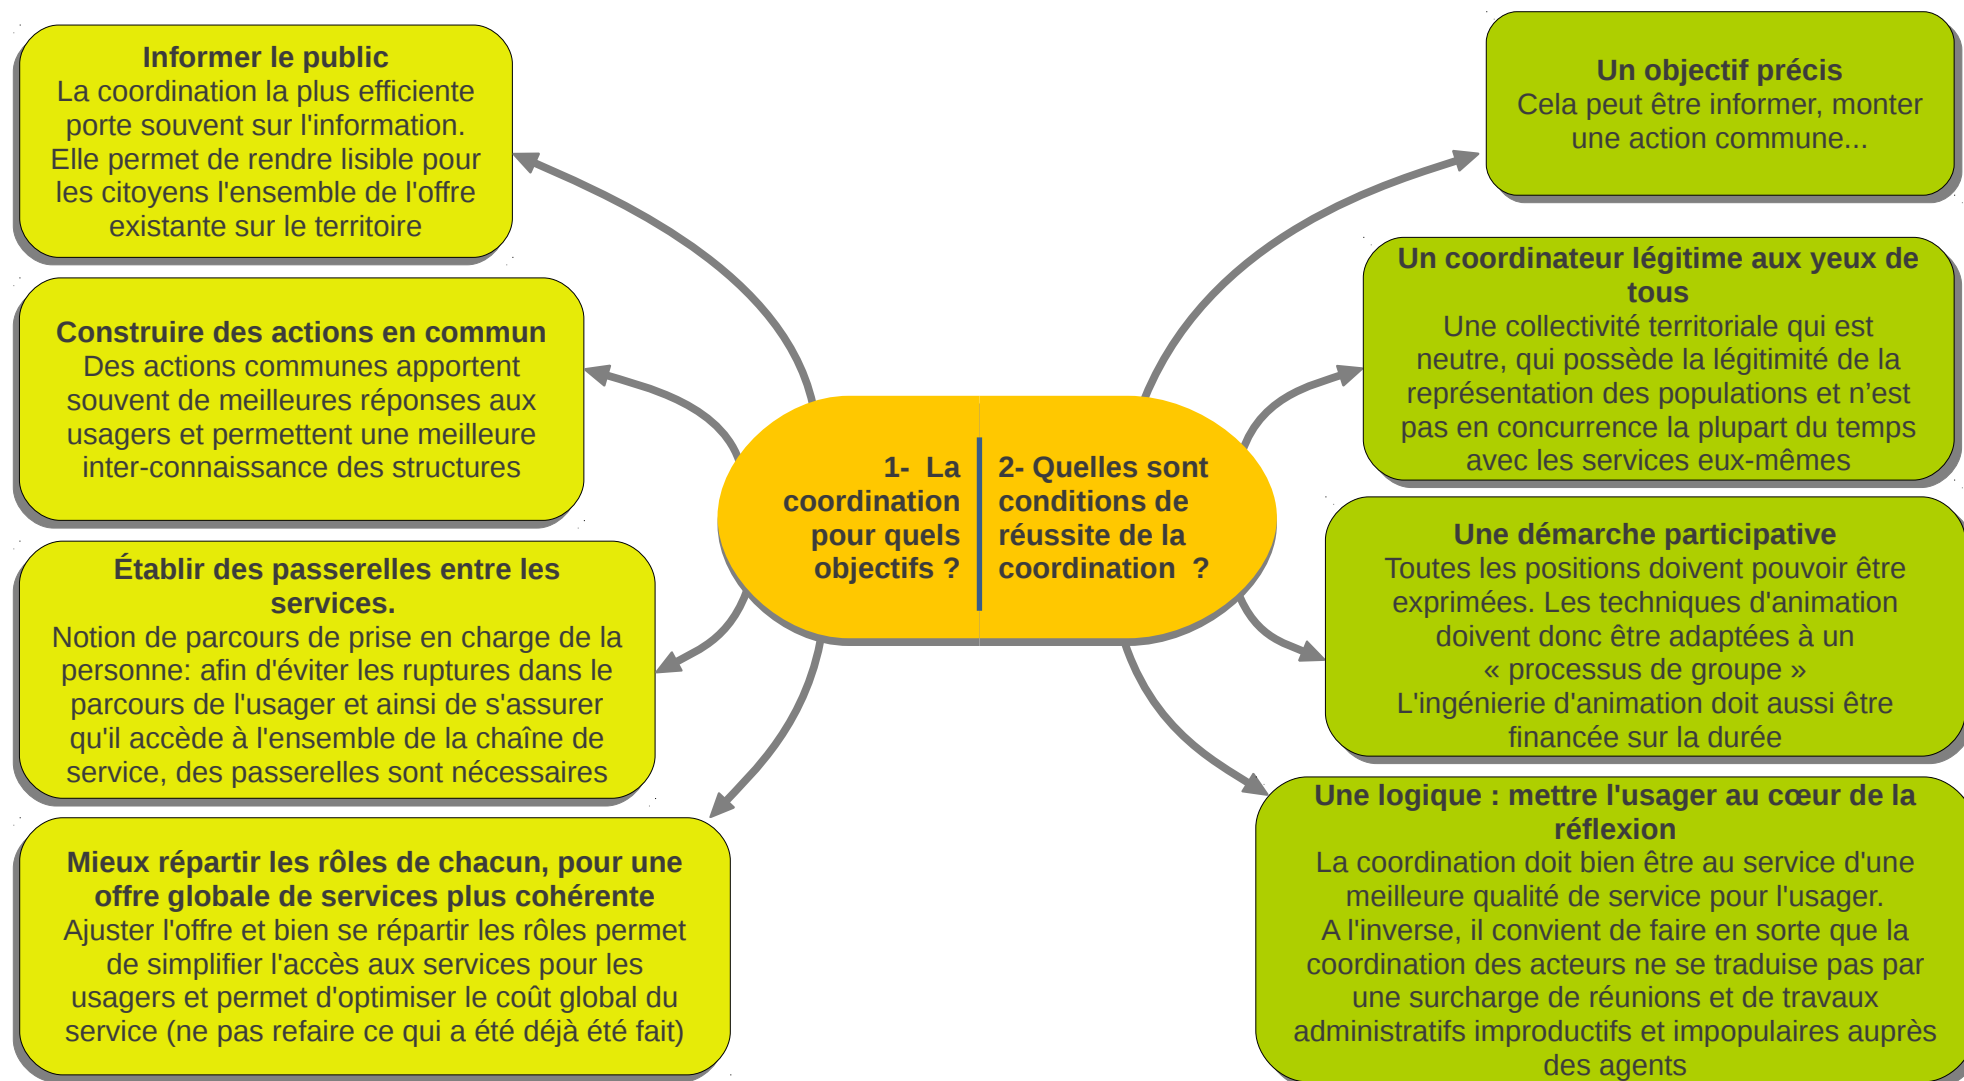 Informer le public
La coordination la plus efficiente
porte souvent sur l'information.
Elle permet de rendre lisible pour
les citoyens l'ensemble de l'offre
existante sur le territoire
Construire des actions en commun
Des actions communes apportent
souvent de meilleures réponses aux
usagers et permettent une meilleure
inter-connaissance des structures
Établir des passerelles entre les
services.
Notion de parcours de prise en charge de la
personne: afin d'éviter les ruptures dans le
parcours de l'usager et ainsi de s'assurer
qu'il accède à l'ensemble de la chaîne de
service, des passerelles sont nécessaires
Mieux répartir les rôles de chacun, pour une
offre globale de services plus cohérente
Ajuster l'offre et bien se répartir les rôles permet
de simplifier l'accès aux services pour les
usagers et permet d'optimiser le coût global du
service (ne pas refaire ce qui a été déjà été fait)
1- La
coordination
pour quels
objectifs ?
2- Quelles sont
conditions de
réussite de la
coordination ?
Un objectif précis
Cela peut être informer, monter
une action commune...
Un coordinateur légitime aux yeux de
tous
Une collectivité territoriale qui est
neutre, qui possède la légitimité de la
représentation des populations et n’est
pas en concurrence la plupart du temps
avec les services eux-mêmes
Une démarche participative
Toutes les positions doivent pouvoir être
exprimées. Les techniques d'animation
doivent donc être adaptées à un
« processus de groupe »
L'ingénierie d'animation doit aussi être
financée sur la durée
Une logique : mettre l'usager au cœur de la
réflexion
La coordination doit bien être au service d'une
meilleure qualité de service pour l'usager.
A l'inverse, il convient de faire en sorte que la
coordination des acteurs ne se traduise pas par
une surcharge de réunions et de travaux
administratifs improductifs et impopulaires auprès
des agents